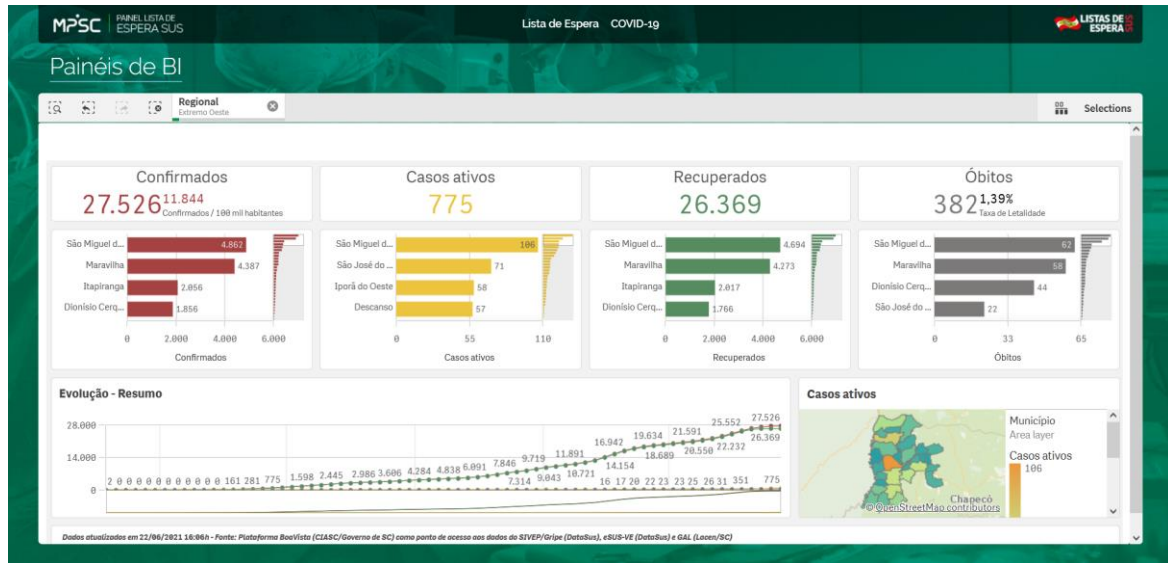 MPSC PAINEL LISTA DE
ESPERA SUS
Lista de Espera COVID-19
LISTAS DE
ESPERA SUS
Painéis de BI
Regional
Extremo Oeste
Selections
Confirmados
27.526 11.844
Confirmados / 100 mil habitantes
Casos ativos
775
Recuperados
26.369
Óbitos
382 1,39%
Taxa de Letalidade
São Miguel d... 4.862
Maravilha 4.387
Itapiranga 2.056
Dionísio Cerq... 1.856
0 2.000 4.000 6.000
Confirmados
São Miguel d... 106
São José do ... 71
Iporã do Oeste 58
Descanso 57
0 55 110
Casos ativos
São Miguel d... 4.694
Maravilha 4.273
Itapiranga 2.017
Dionísio Cerq... 1.766
0 2.000 4.000 6.000
Recuperados
São Miguel d... 62
Maravilha 58
Dionísio Cerq... 44
São José do ... 22
0 33 65
Óbitos
Evolução - Resumo
28.000
14.000
0
2 0 0 0 0 0 0 0 0 0 161 281 775 1.598 2.445 2.986 3.606 4.284 4.838 6.091 7.846 9.719 11.891 16.942 19.634 21.591 25.552 27.526
7.314 9.043 10.721 14.154 18.689 20.550 22.232 26.369
16 17 20 22 23 23 25 26 31 351 775
Casos ativos
Município
Area layer
Casos ativos
106
Chapecó
© OpenStreetMap contributors
Dados atualizados em 22/06/2021 16:06h - Fonte: Plataforma BoaVista (CIASC/Governo de SC) como ponto de acesso aos dados do SIVEP/Gripe (DataSus), eSUS-VE (DataSus) e GAL (Lacen/SC)